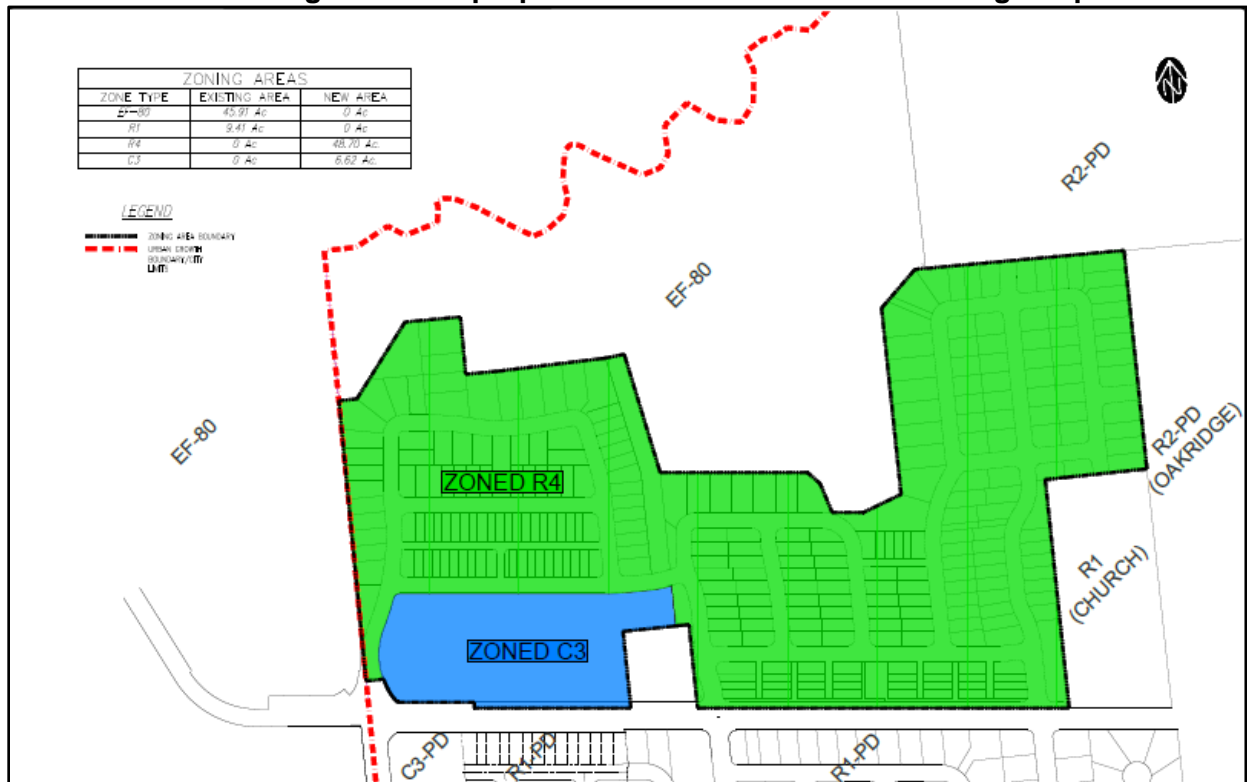 ZONING AREAS
ZONE TYPE EXISTING AREA NEW AREA
EF-80 45.91 Ac 0 Ac
R1 9.41 Ac 0 Ac
R4 0 Ac 48.70 Ac.
C3 0 Ac 6.62 Ac.
LEGEND
ZONING AREA BOUNDARY
URBAN GROWTH
BOUNDARY/CITY
LIMITS
N
R2-PD
EF-80
EF-80
R2-PD
(OAKRIDGE)
ZONED R4
R1
(CHURCH)
ZONED C3
C3-PD
R1-PD
R1-PD